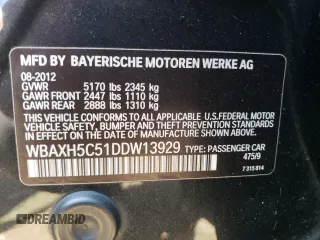 MFD BY BAYERISCHE MOTOREN WERKE AG
08-2012
GVWR 5170 lbs 2345 kg
GAWR FRONT 2447 lbs 1110 kg
GAWR REAR 2888 lbs 1310 kg
THIS VEHICLE CONFORMS TO ALL APPLICABLE
U.S. FEDERAL MOTOR VEHICLE SAFETY, BUMPER,
AND THEFT PREVENTION STANDARDS IN EFFECT ON
THE DATE OF MANUFACTURE SHOWN ABOVE.
WBAXH5C51DDW13929 TYPE: PASSENGER CAR
475/9
7 315 814
DREAMBID